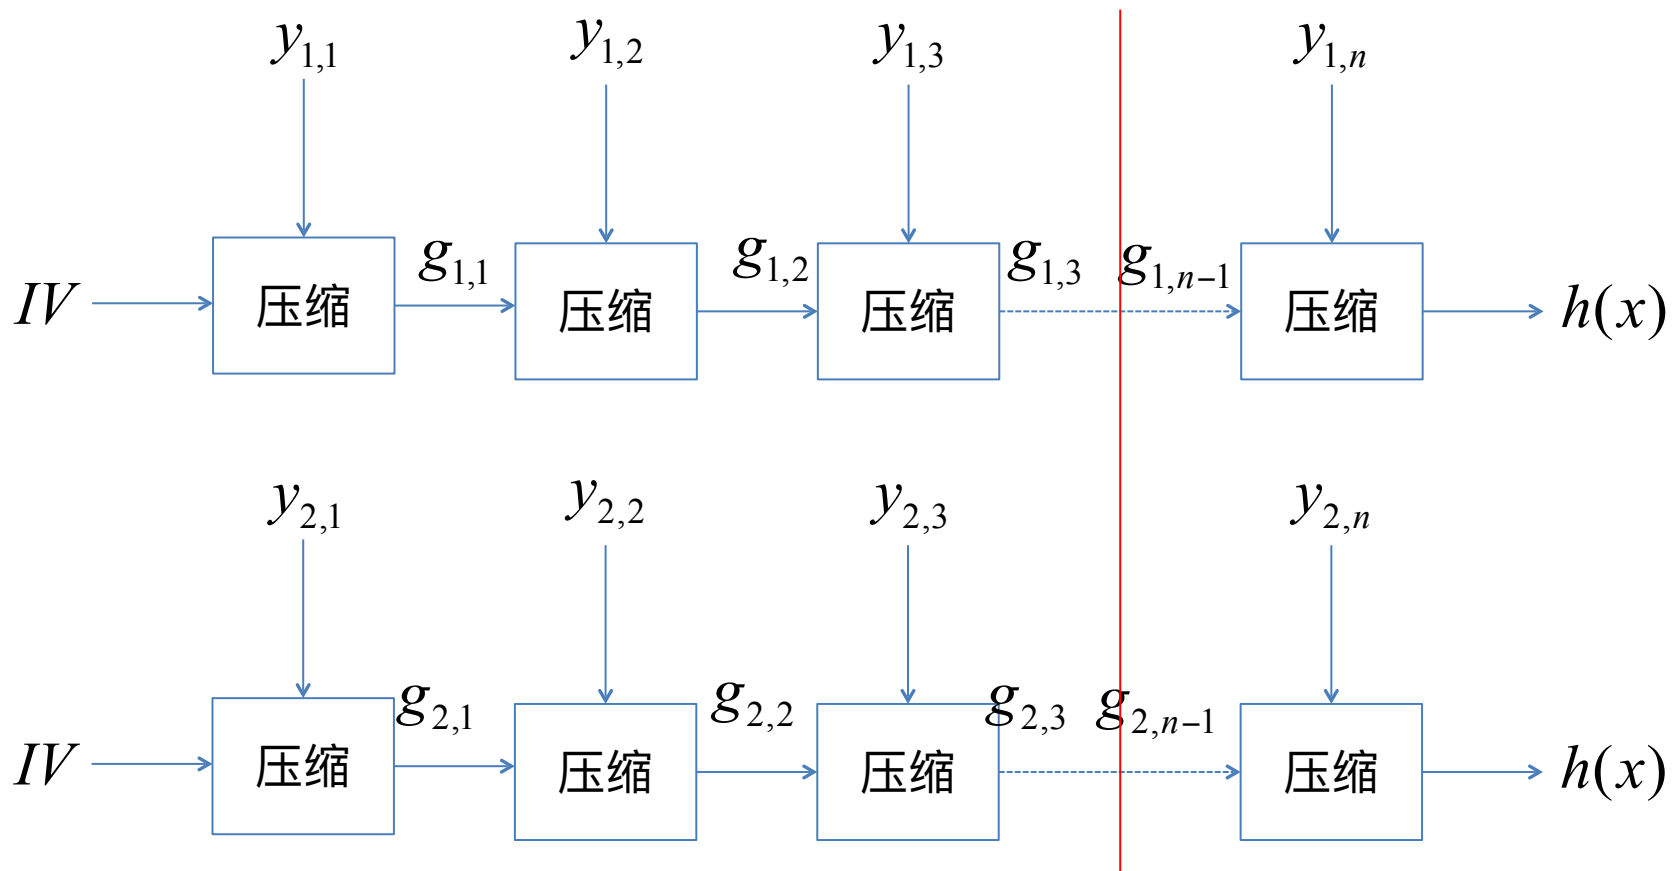 y₁,₁ y₁,₂ y₁,₃ y₁,ₙ
g₁,₁ g₁,₂ g₁,₃ g₁,ₙ₋₁
IV 压缩 压缩 压缩 压缩 h(x)
y₂,₁ y₂,₂ y₂,₃ y₂,ₙ
g₂,₁ g₂,₂ g₂,₃ g₂,ₙ₋₁
IV 压缩 压缩 压缩 压缩 h(x)